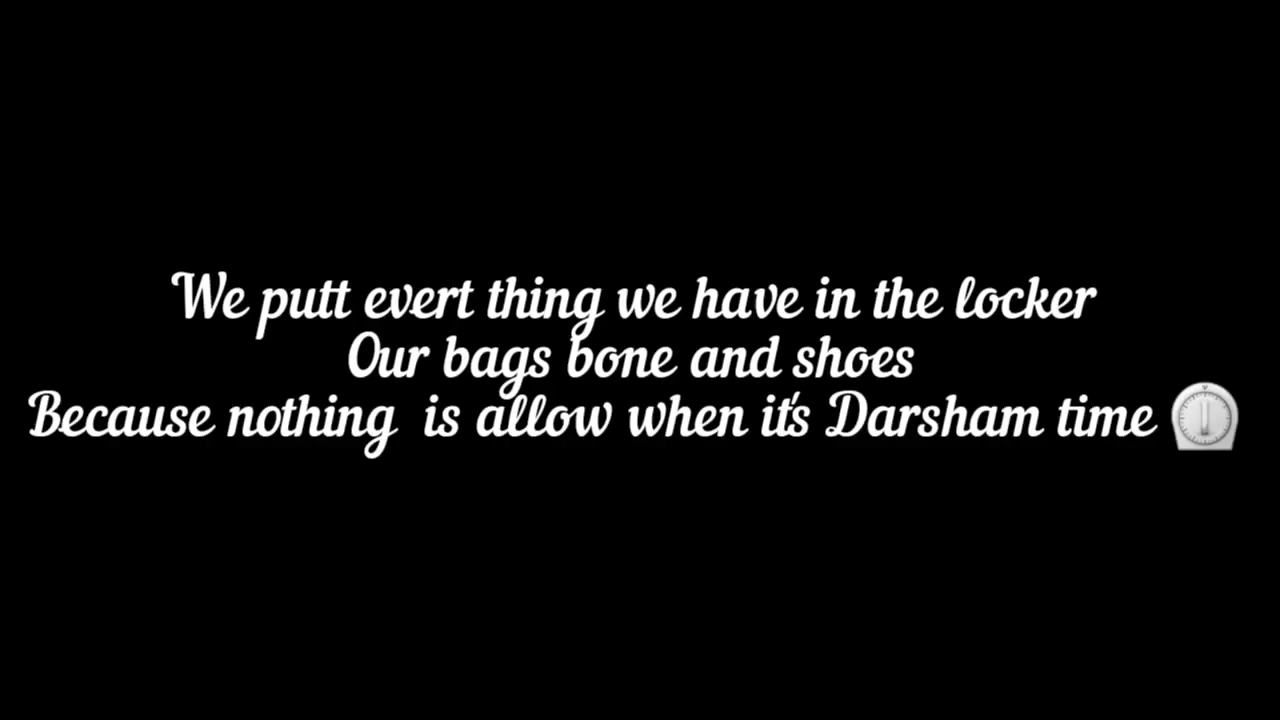 We putt evert thing we have in the locker
Our bags bone and shoes
Because nothing is allow when it's Darsham time ⏲